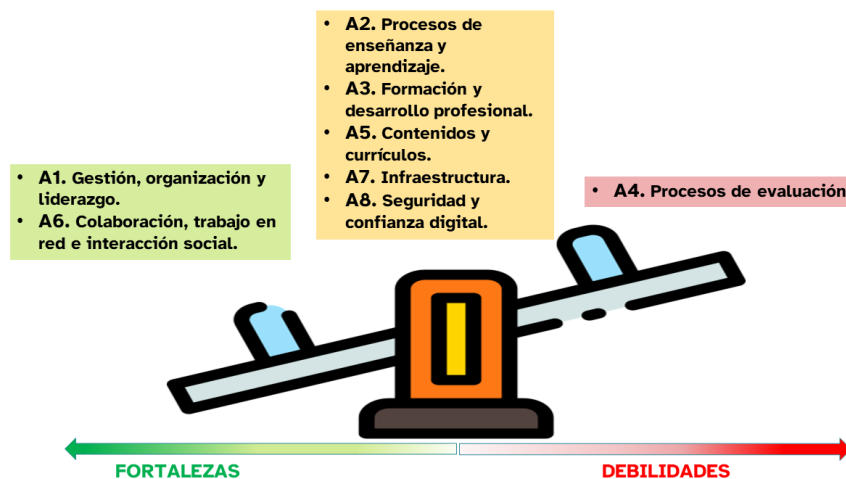 • A1. Gestión, organización y
liderazgo.
• A6. Colaboración, trabajo en
red e interacción social.
• A2. Procesos de
enseñanza y
aprendizaje.
• A3. Formación y
desarrollo profesional.
• A5. Contenidos y
currículos.
• A7. Infraestructura.
• A8. Seguridad y
confianza digital.
• A4. Procesos de evaluación
FORTALEZAS
DEBILIDADES